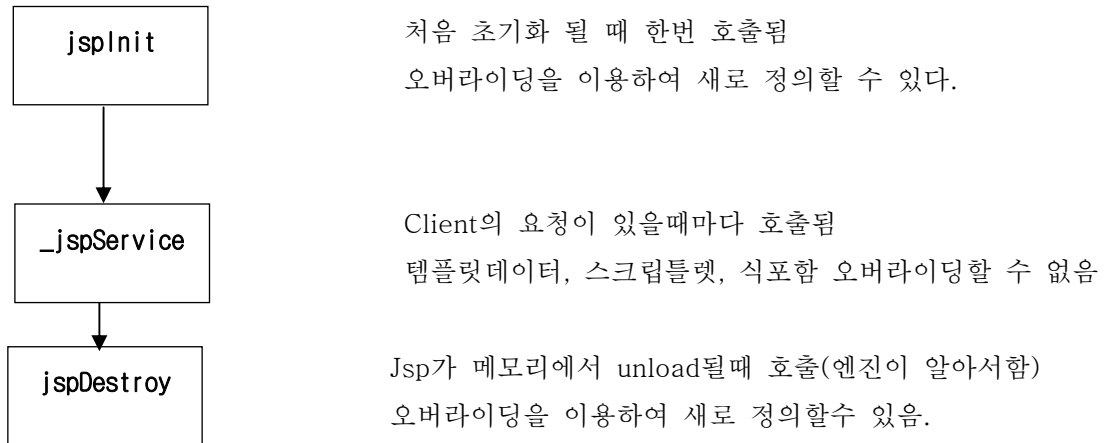 jspInit
처음 초기화 될 때 한번 호출됨
오버라이딩을 이용하여 새로 정의할 수 있다.
_jspService
Client의 요청이 있을때마다 호출됨
템플릿데이터, 스크립틀렛, 식포함 오버라이딩할 수 없음
jspDestroy
Jsp가 메모리에서 unload될때 호출(엔진이 알아서함)
오버라이딩을 이용하여 새로 정의할수 있음.